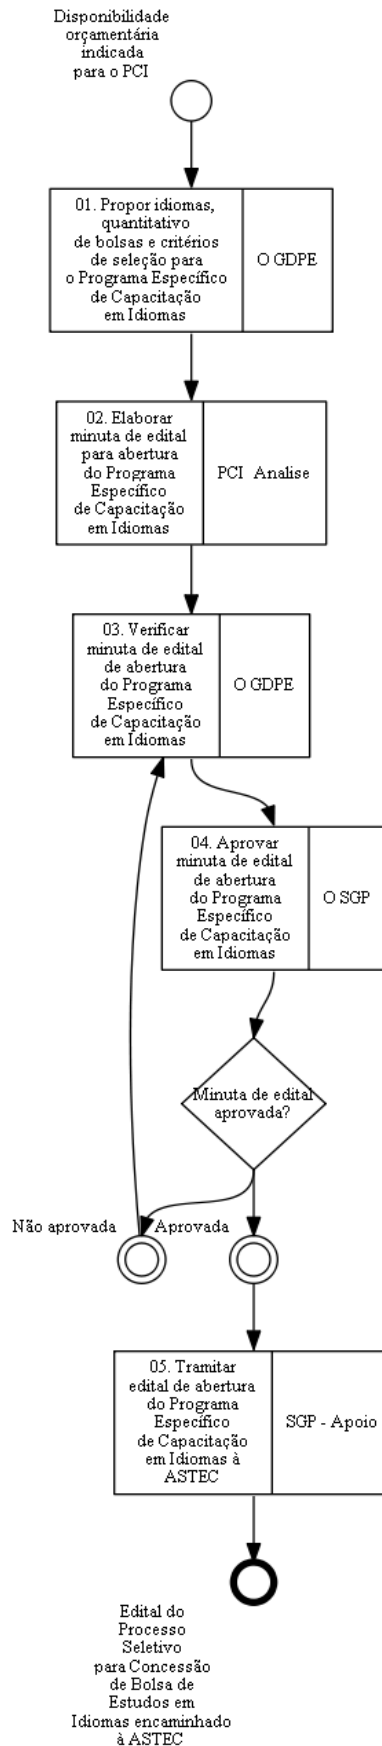 Disponibilidade
orçamentária
indicada
para o PCI
01. Propor idiomas,
quantitativo
de bolsas e critérios
de seleção para
o Programa Específico
de Capacitação
em Idiomas
O GDPE
02. Elaborar
minuta de edital
para abertura
do Programa
Específico
de Capacitação
em Idiomas
PCI Analise
03. Verificar
minuta de edital
de abertura
do Programa
Específico
de Capacitação
em Idiomas
O GDPE
04. Aprovar
minuta de edital
de abertura
do Programa
Específico
de Capacitação
em Idiomas
O SGP
Minuta de edital
aprovada?
Não aprovada
Aprovada
05. Tramitar
edital de abertura
do Programa
Específico
de Capacitação
em Idiomas à
ASTEC
SGP - Apoio
Edital do
Processo
Seletivo
para Concessão
de Bolsa de
Estudos em
Idiomas encaminhado
à ASTEC